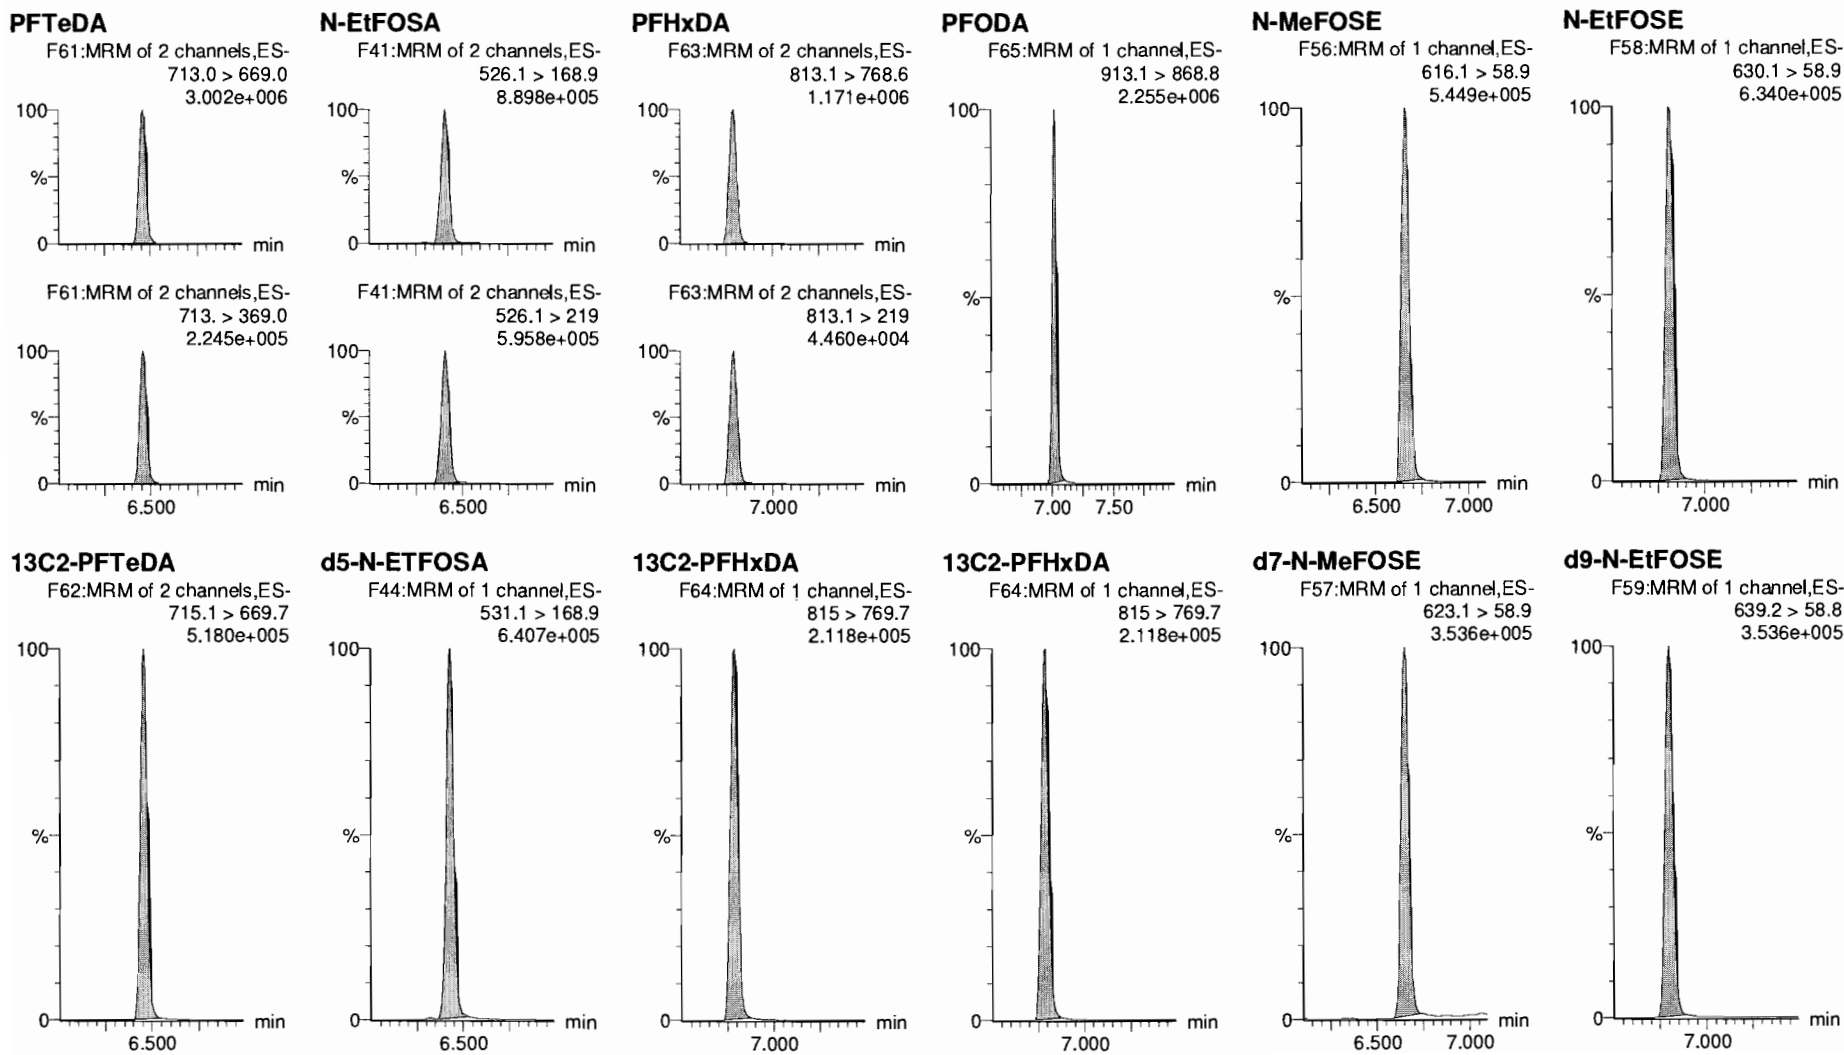 PFTeDA
F61:MRM of 2 channels,ES-
713.0 > 669.0
3.002e+006
100
%
0
min
F61:MRM of 2 channels,ES-
713. > 369.0
2.245e+005
100
%
0
min
6.500
N-EtFOSA
F41:MRM of 2 channels,ES-
526.1 > 168.9
8.898e+005
100
%
0
min
F41:MRM of 2 channels,ES-
526.1 > 219
5.958e+005
100
%
0
min
6.500
PFHxDA
F63:MRM of 2 channels,ES-
813.1 > 768.6
1.171e+006
100
%
0
min
F63:MRM of 2 channels,ES-
813.1 > 219
4.460e+004
100
%
0
min
7.000
PFODA
F65:MRM of 1 channel,ES-
913.1 > 868.8
2.255e+006
100
%
0
min
7.00 7.50
N-MeFOSE
F56:MRM of 1 channel,ES-
616.1 > 58.9
5.449e+005
100
%
0
min
6.500 7.000
N-EtFOSE
F58:MRM of 1 channel,ES-
630.1 > 58.9
6.340e+005
100
%
0
min
7.000
13C2-PFTeDA
F62:MRM of 2 channels,ES-
715.1 > 669.7
5.180e+005
100
%
0
min
6.500
d5-N-ETFOSA
F44:MRM of 1 channel,ES-
531.1 > 168.9
6.407e+005
100
%
0
min
6.500
13C2-PFHxDA
F64:MRM of 1 channel,ES-
815 > 769.7
2.118e+005
100
%
0
min
7.000
13C2-PFHxDA
F64:MRM of 1 channel,ES-
815 > 769.7
2.118e+005
100
%
0
min
7.000
d7-N-MeFOSE
F57:MRM of 1 channel,ES-
623.1 > 58.9
3.536e+005
100
%
0
min
6.500 7.000
d9-N-EtFOSE
F59:MRM of 1 channel,ES-
639.2 > 58.8
3.536e+005
100
%
0
min
7.000